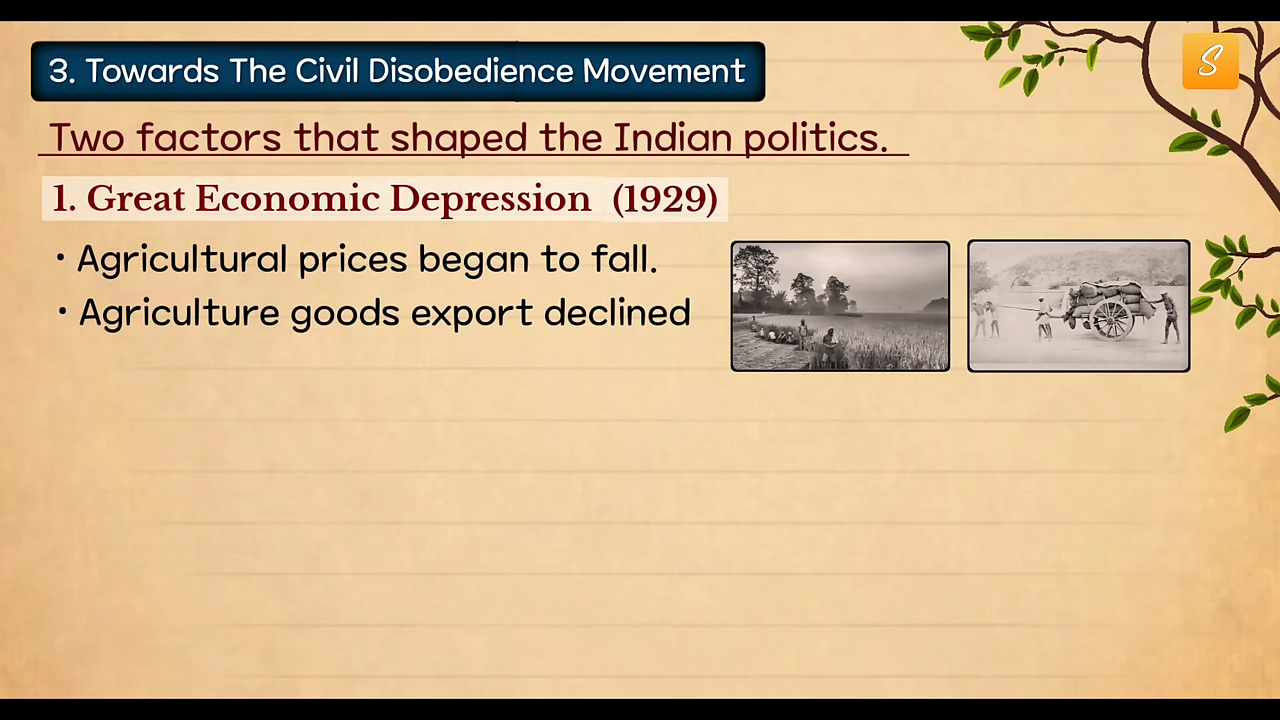 3. Towards The Civil Disobedience Movement
S
Two factors that shaped the Indian politics.
1. Great Economic Depression (1929)
• Agricultural prices began to fall.
• Agriculture goods export declined